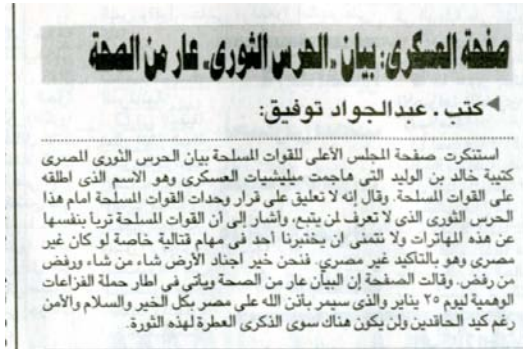 صفحة العسكرى: بيان «الحرس الثورى» عار من الصحة
كتب . عبدالجواد توفيق:
استنكرت صفحة المجلس الأعلى للقوات المسلحة بيان الحرس الثورى المصرى
كتيبة خالد بن الوليد التى هاجمت ميليشيات العسكرى وهو الاسم الذى اطلقه
على القوات المسلحة. وقال إنه لا تعليق على قرار وحدات القوات المسلحة امام هذا
الحرس الثورى الذى لا تعرف لمن يتبع، وأشار إلى أن القوات المسلحة تربأ بنفسها
عن هذه المهاترات ولا نتمنى ان يختبرنا أحد فى مهام قتالية خاصة لو كان غير
مصرى وهو بالتأكيد غير مصري. فنحن خير اجناد الأرض شاء من شاء ورفض
من رفض. وقالت الصفحة إن البيان عار من الصحة ويأتى فى اطار حملة الفزاعات
الوهمية ليوم ٢٥ يناير والذى سيمر بأذن الله على مصر بكل الخير والسلام والأمن
رغم كيد الحاقدين ولن يكون هناك سوى الذكرى العطرة لهذه الثورة.